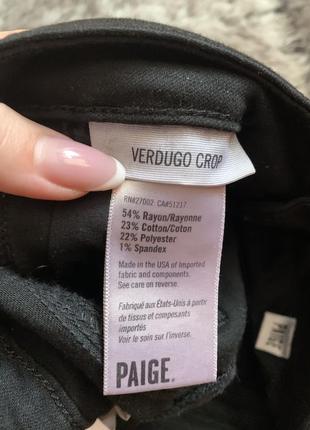 VERDUGO CROP
RN#27002 CA#51217
54% Rayon/Rayonne
23% Cotton/Coton
22% Polyester
1% Spandex
Made in the USA of Imported
fabric and components.
See care on reverse.
Fabriqué aux États-Unis à partir
de tissus et composants
importés
Voir le soin sur l'inverse.
PAIGE.